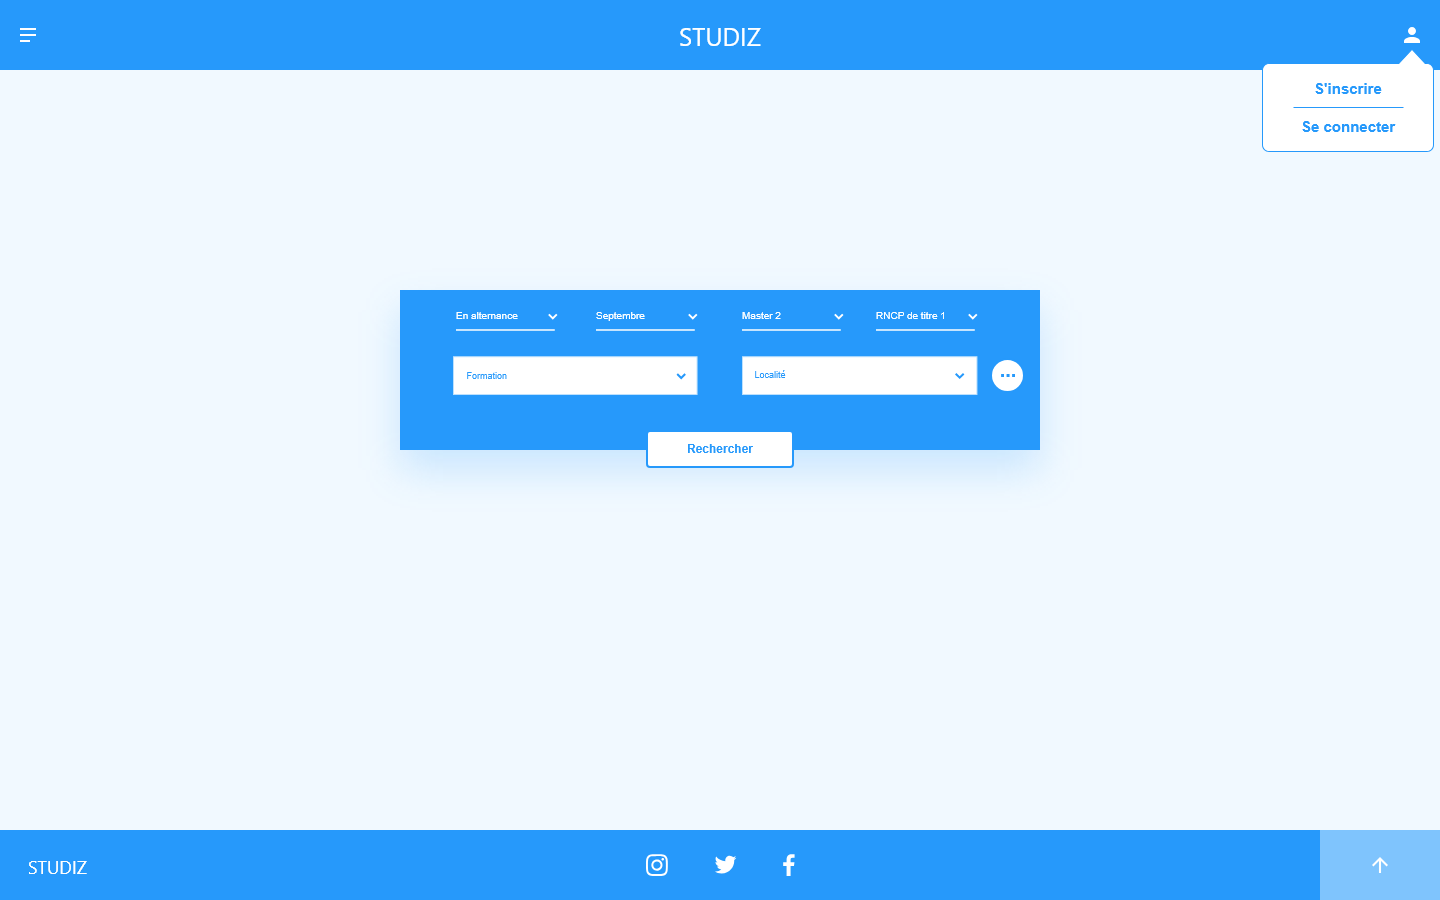 STUDIZ
S'inscrire
Se connecter
En alternance
Septembre
Master 2
RNCP de titre 1
Formation
Localité
Rechercher
STUDIZ